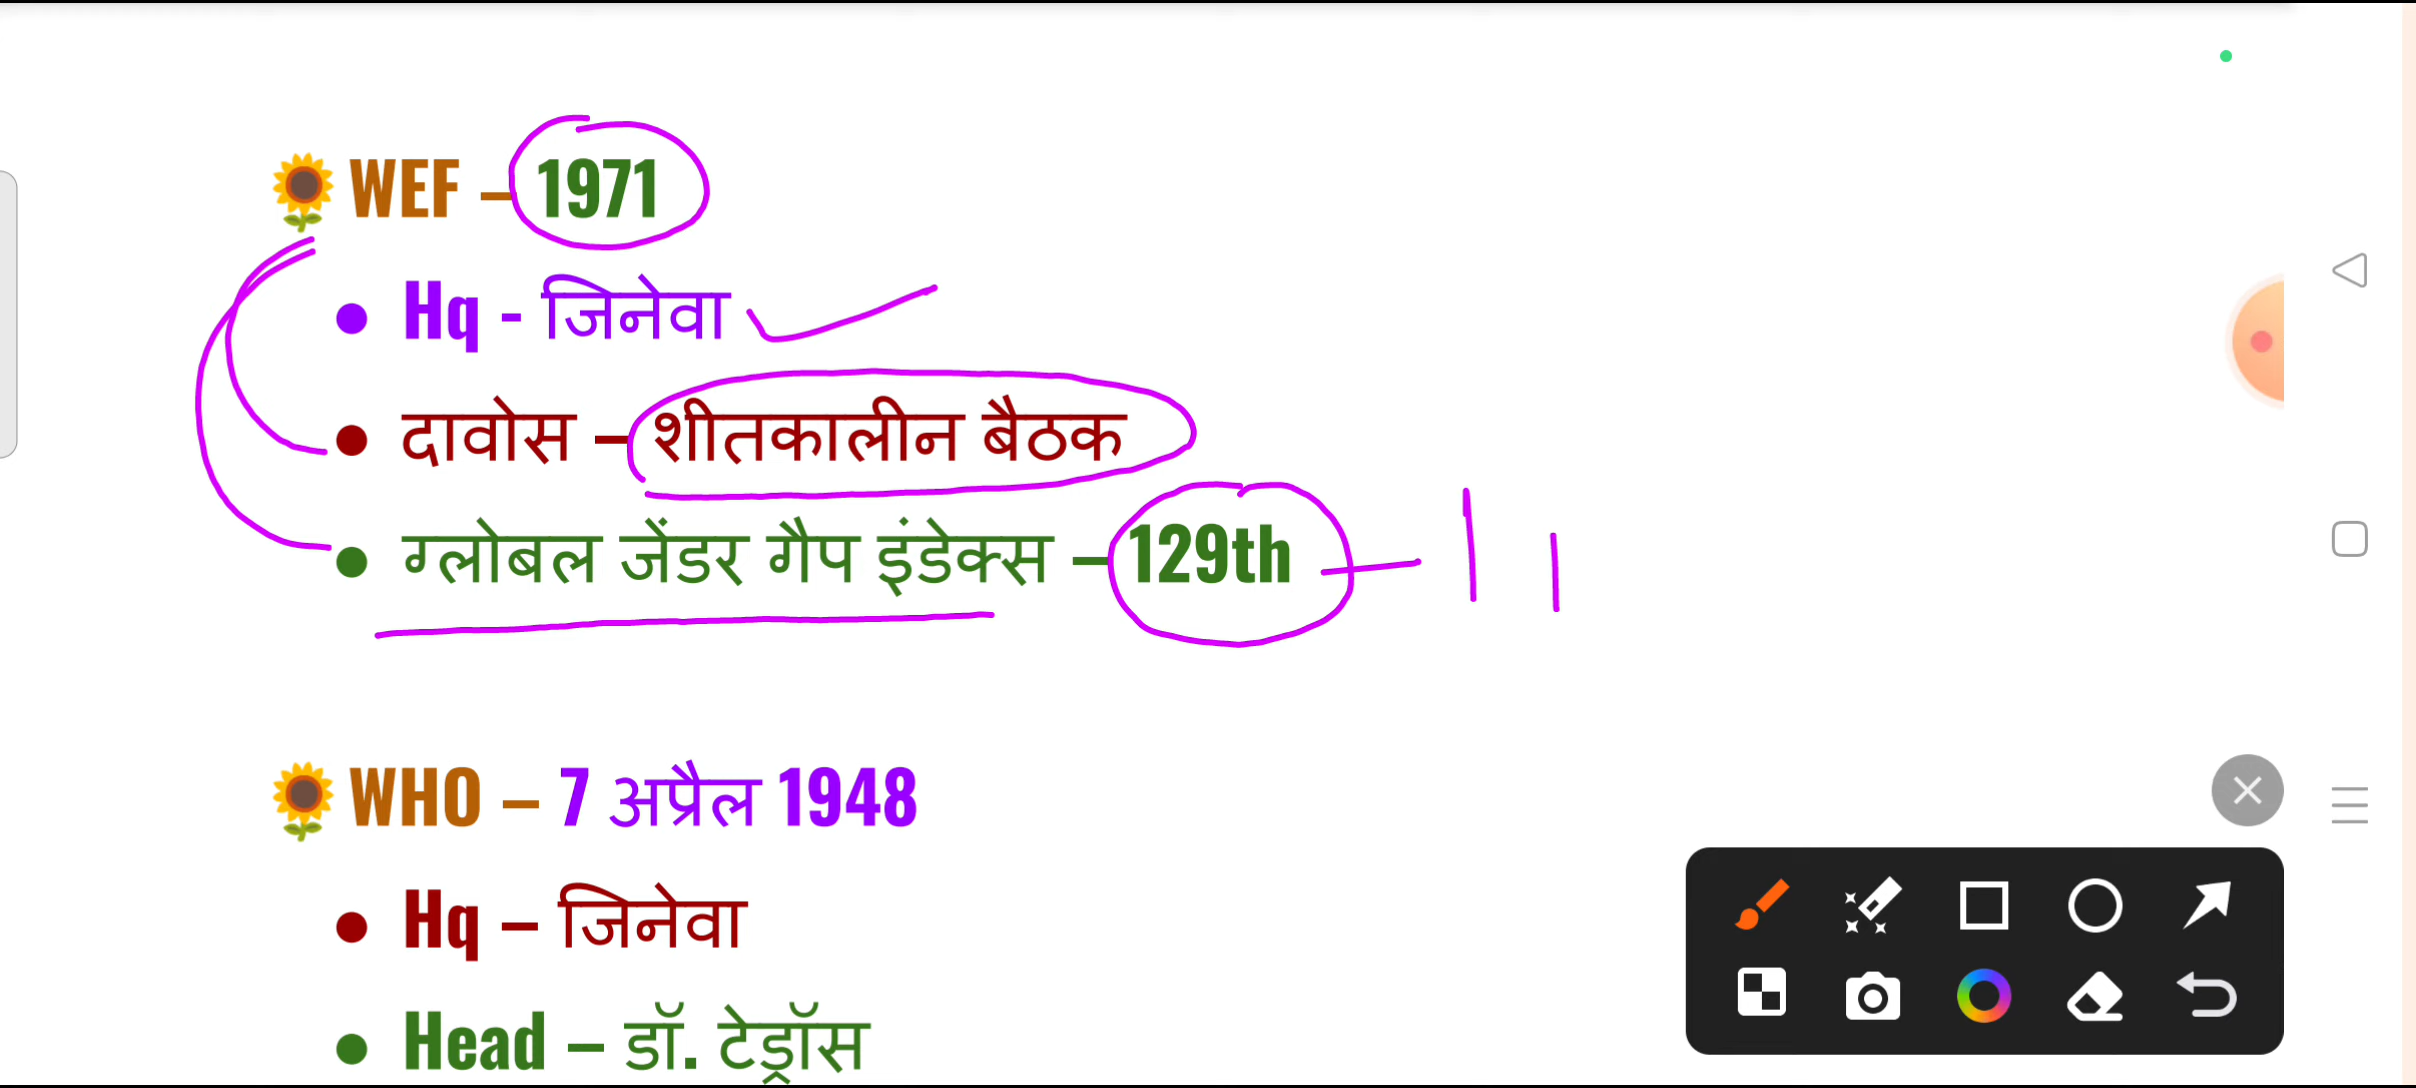 WEF – 1971
Hq - जिनेवा
दावोस – शीतकालीन बैठक
ग्लोबल जेंडर गैप इंडेक्स – 129th
WHO – 7 अप्रैल 1948
Hq – जिनेवा
Head – डॉ. टेड्रॉस